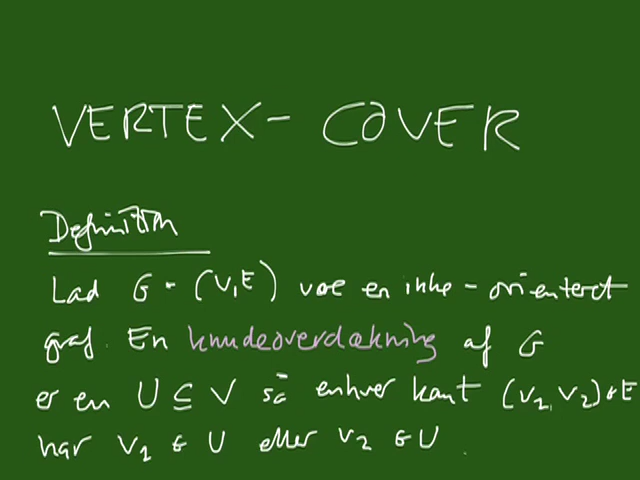 VERTEX- COVER
Definition
Lad G = (V,E) være en ikke-orienteret
graf. En knudeoverdækning af G
er en U ⊆ V så enhver kant (v₁, v₂) ∈ E
har v₁ ∈ U eller v₂ ∈ U.